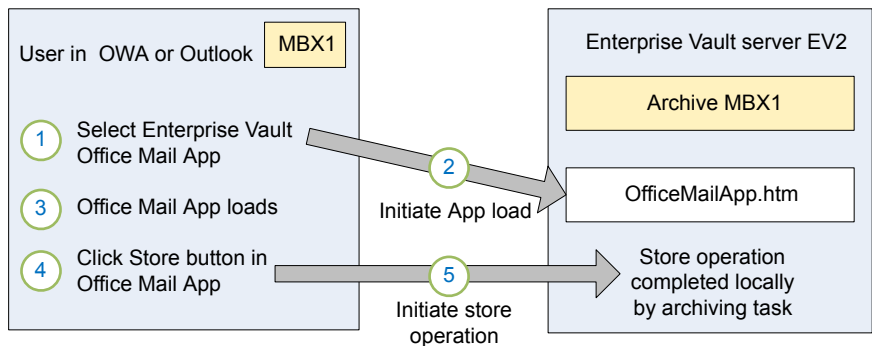 User in OWA or Outlook
MBX1
1
Select Enterprise Vault
Office Mail App
3
Office Mail App loads
4
Click Store button in
Office Mail App
2
Initiate App load
5
Initiate store
operation
Enterprise Vault server EV2
Archive MBX1
OfficeMailApp.htm
Store operation
completed locally
by archiving task